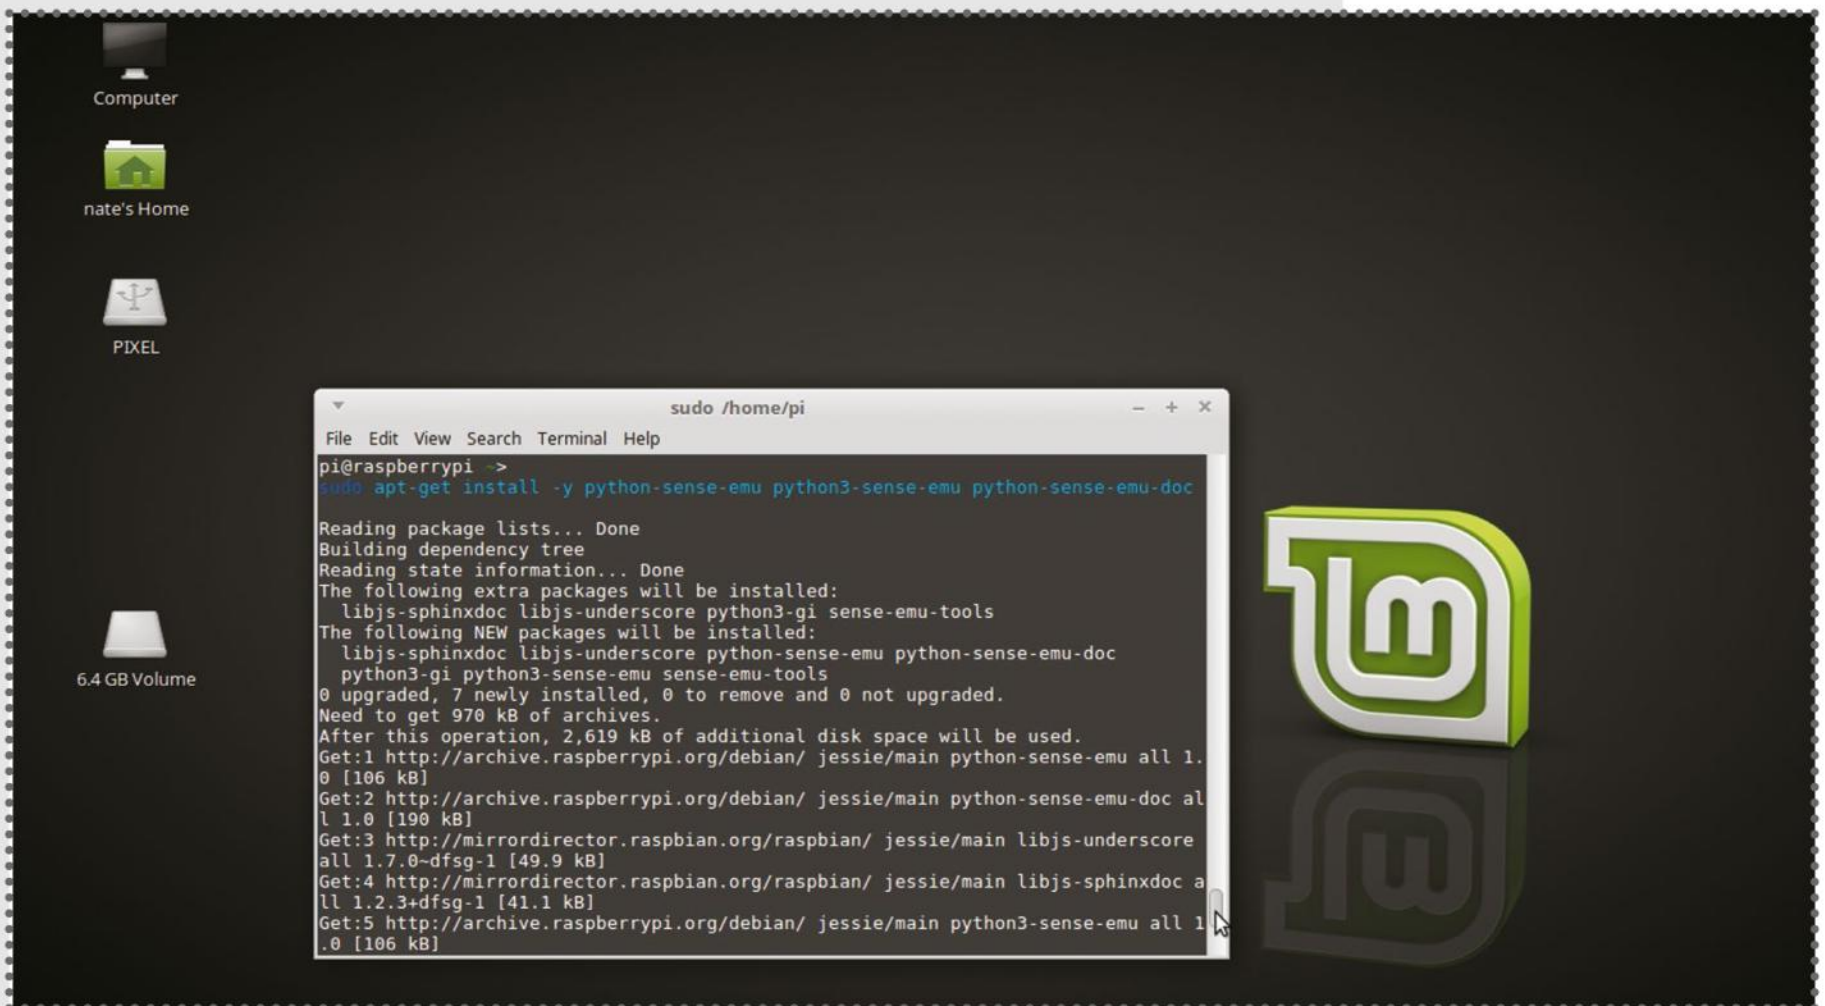 Computer
nate's Home
PIXEL
6.4 GB Volume
sudo /home/pi
File Edit View Search Terminal Help
pi@raspberrypi ~>
sudo apt-get install -y python-sense-emu python3-sense-emu python-sense-emu-doc
Reading package lists... Done
Building dependency tree
Reading state information... Done
The following extra packages will be installed:
libjs-sphinxdoc libjs-underscore python3-gi sense-emu-tools
The following NEW packages will be installed:
libjs-sphinxdoc libjs-underscore python-sense-emu python-sense-emu-doc
python3-gi python3-sense-emu sense-emu-tools
0 upgraded, 7 newly installed, 0 to remove and 0 not upgraded.
Need to get 970 kB of archives.
After this operation, 2,619 kB of additional disk space will be used.
Get:1 http://archive.raspberrypi.org/debian/ jessie/main python-sense-emu all 1.
0 [106 kB]
Get:2 http://archive.raspberrypi.org/debian/ jessie/main python-sense-emu-doc al
l 1.0 [190 kB]
Get:3 http://mirrordirector.raspbian.org/raspbian/ jessie/main libjs-underscore
all 1.7.0~dfsg-1 [49.9 kB]
Get:4 http://mirrordirector.raspbian.org/raspbian/ jessie/main libjs-sphinxdoc a
ll 1.2.3+dfsg-1 [41.1 kB]
Get:5 http://archive.raspberrypi.org/debian/ jessie/main python3-sense-emu all 1
.0 [106 kB]